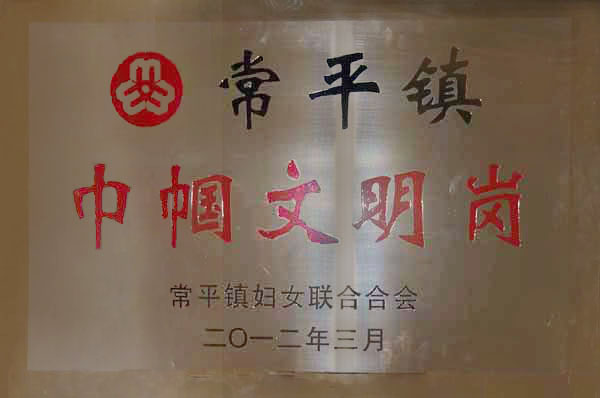 常平镇
巾帼文明岗
常平镇妇女联合合会
二〇一二年三月